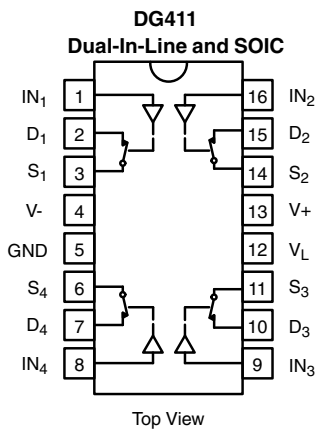 DG411
Dual-In-Line and SOIC
IN1 1 16 IN2
D1 2 15 D2
S1 3 14 S2
V- 4 13 V+
GND 5 12 VL
S4 6 11 S3
D4 7 10 D3
IN4 8 9 IN3
Top View